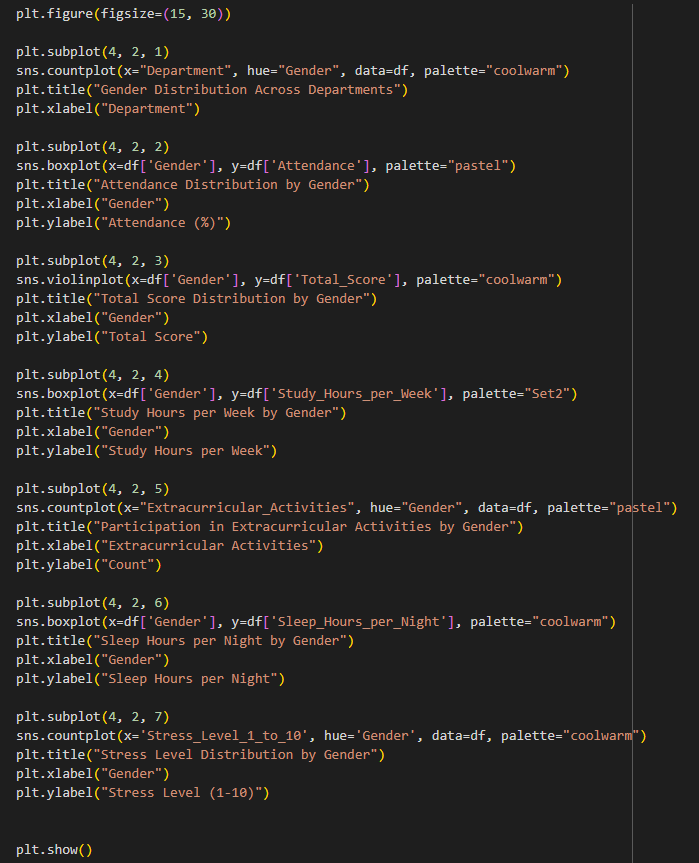 plt.figure(figsize=(15, 30))
plt.subplot(4, 2, 1)
sns.countplot(x="Department", hue="Gender", data=df, palette="coolwarm")
plt.title("Gender Distribution Across Departments")
plt.xlabel("Department")
plt.subplot(4, 2, 2)
sns.boxplot(x=df['Gender'], y=df['Attendance'], palette="pastel")
plt.title("Attendance Distribution by Gender")
plt.xlabel("Gender")
plt.ylabel("Attendance (%)")
plt.subplot(4, 2, 3)
sns.violinplot(x=df['Gender'], y=df['Total_Score'], palette="coolwarm")
plt.title("Total Score Distribution by Gender")
plt.xlabel("Gender")
plt.ylabel("Total Score")
plt.subplot(4, 2, 4)
sns.boxplot(x=df['Gender'], y=df['Study_Hours_per_Week'], palette="Set2")
plt.title("Study Hours per Week by Gender")
plt.xlabel("Gender")
plt.ylabel("Study Hours per Week")
plt.subplot(4, 2, 5)
sns.countplot(x="Extracurricular_Activities", hue="Gender", data=df, palette="pastel")
plt.title("Participation in Extracurricular Activities by Gender")
plt.xlabel("Extracurricular Activities")
plt.ylabel("Count")
plt.subplot(4, 2, 6)
sns.boxplot(x=df['Gender'], y=df['Sleep_Hours_per_Night'], palette="coolwarm")
plt.title("Sleep Hours per Night by Gender")
plt.xlabel("Gender")
plt.ylabel("Sleep Hours per Night")
plt.subplot(4, 2, 7)
sns.countplot(x='Stress_Level_1_to_10', hue='Gender', data=df, palette="coolwarm")
plt.title("Stress Level Distribution by Gender")
plt.xlabel("Gender")
plt.ylabel("Stress Level (1-10)")
plt.show()